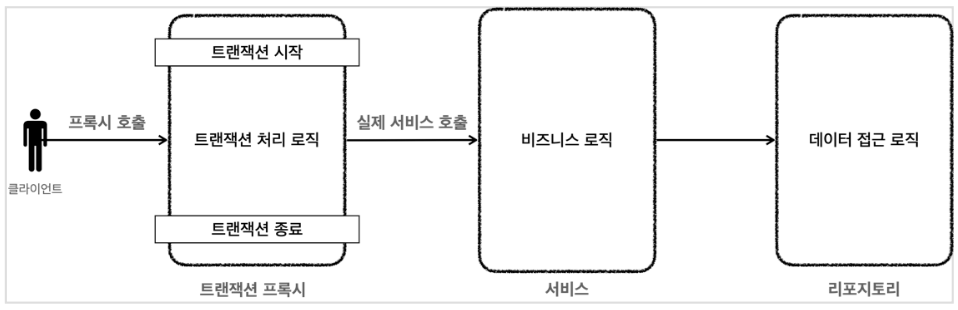 트랜잭션 시작
프록시 호출
트랜잭션 처리 로직
실제 서비스 호출
비즈니스 로직
데이터 접근 로직
클라이언트
트랜잭션 종료
트랜잭션 프록시
서비스
리포지토리